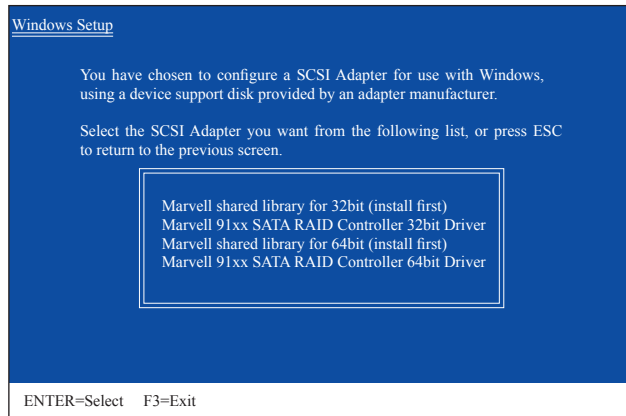 Windows Setup
You have chosen to configure a SCSI Adapter for use with Windows,
using a device support disk provided by an adapter manufacturer.
Select the SCSI Adapter you want from the following list, or press ESC
to return to the previous screen.
Marvell shared library for 32bit (install first)
Marvell 91xx SATA RAID Controller 32bit Driver
Marvell shared library for 64bit (install first)
Marvell 91xx SATA RAID Controller 64bit Driver
ENTER=Select F3=Exit